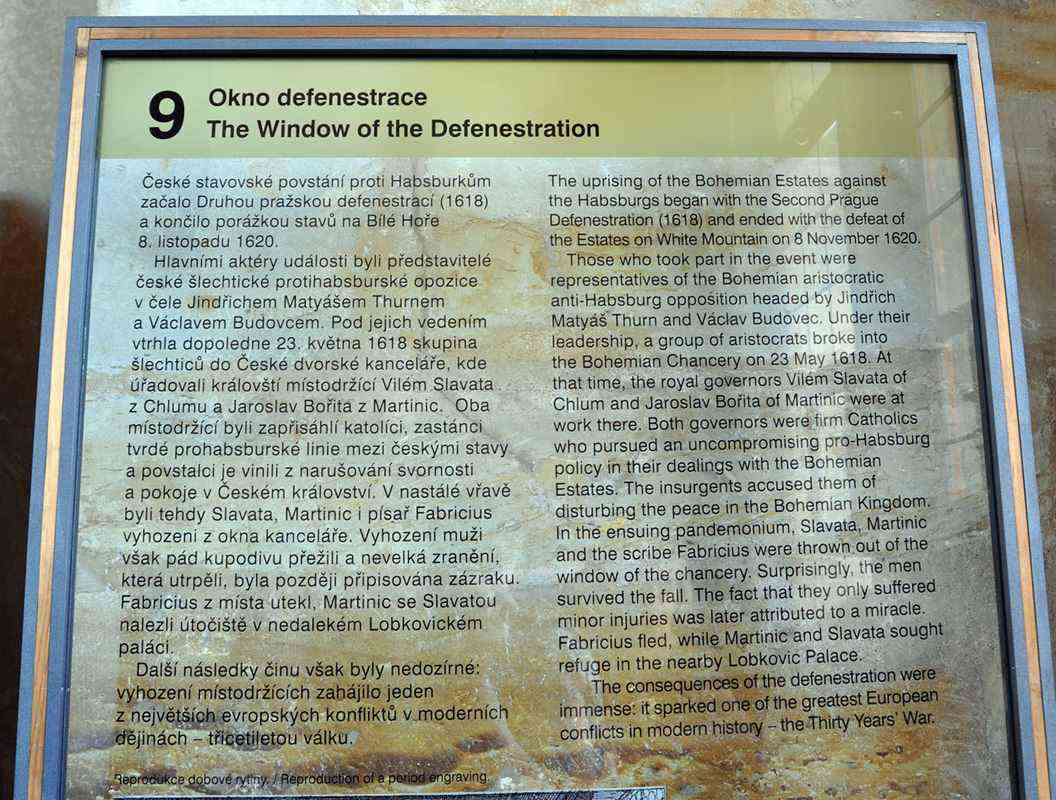 9
Okno defenestrace
The Window of the Defenestration
České stavovské povstání proti Habsburkům
začalo Druhou pražskou defenestrací (1618)
a končilo porážkou stavů na Bílé Hoře
8. listopadu 1620.
Hlavními aktéry události byli představitelé
české šlechtické protihabsburské opozice
v čele Jindřichem Matyášem Thurnem
a Václavem Budovcem. Pod jejich vedením
vtrhla dopoledne 23. května 1618 skupina
šlechticů do České dvorské kanceláře, kde
úřadovali královští místodržící Vilém Slavata
z Chlumu a Jaroslav Bořita z Martinic. Oba
místodržící byli zapřisáhlí katolíci, zastánci
tvrdé prohabsburské linie mezi českými stavy
a povstalci je vinili z narušování svornosti
a pokoje v Českém království. V nastálé vřavě
byli tehdy Slavata, Martinic i písař Fabricius
vyhozeni z okna kanceláře. Vyhození muži
však pád kupodivu přežili a nevelká zranění,
která utrpěli, byla později připisována zázraku.
Fabricius z místa utekl, Martinic se Slavatou
nalezli útočiště v nedalekém Lobkovickém
paláci.
Další následky činu však byly nedozírné:
vyhození místodržících zahájilo jeden
z největších evropských konfliktů v moderních
dějinách – třicetiletou válku.
The uprising of the Bohemian Estates against
the Habsburgs began with the Second Prague
Defenestration (1618) and ended with the defeat of
the Estates on White Mountain on 8 November 1620.
Those who took part in the event were
representatives of the Bohemian aristocratic
anti-Habsburg opposition headed by Jindřich
Matyáš Thurn and Václav Budovec. Under their
leadership, a group of aristocrats broke into
the Bohemian Chancery on 23 May 1618. At
that time, the royal governors Vilém Slavata of
Chlum and Jaroslav Bořita of Martinic were at
work there. Both governors were firm Catholics
who pursued an uncompromising pro-Habsburg
policy in their dealings with the Bohemian
Estates. The insurgents accused them of
disturbing the peace in the Bohemian Kingdom.
In the ensuing pandemonium, Slavata, Martinic
and the scribe Fabricius were thrown out of the
window of the chancery. Surprisingly, the men
survived the fall. The fact that they only suffered
minor injuries was later attributed to a miracle.
Fabricius fled, while Martinic and Slavata sought
refuge in the nearby Lobkovic Palace.
The consequences of the defenestration were
immense: it sparked one of the greatest European
conflicts in modern history – the Thirty Years' War.
Reprodukce dobové rytiny. / Reproduction of a period engraving.